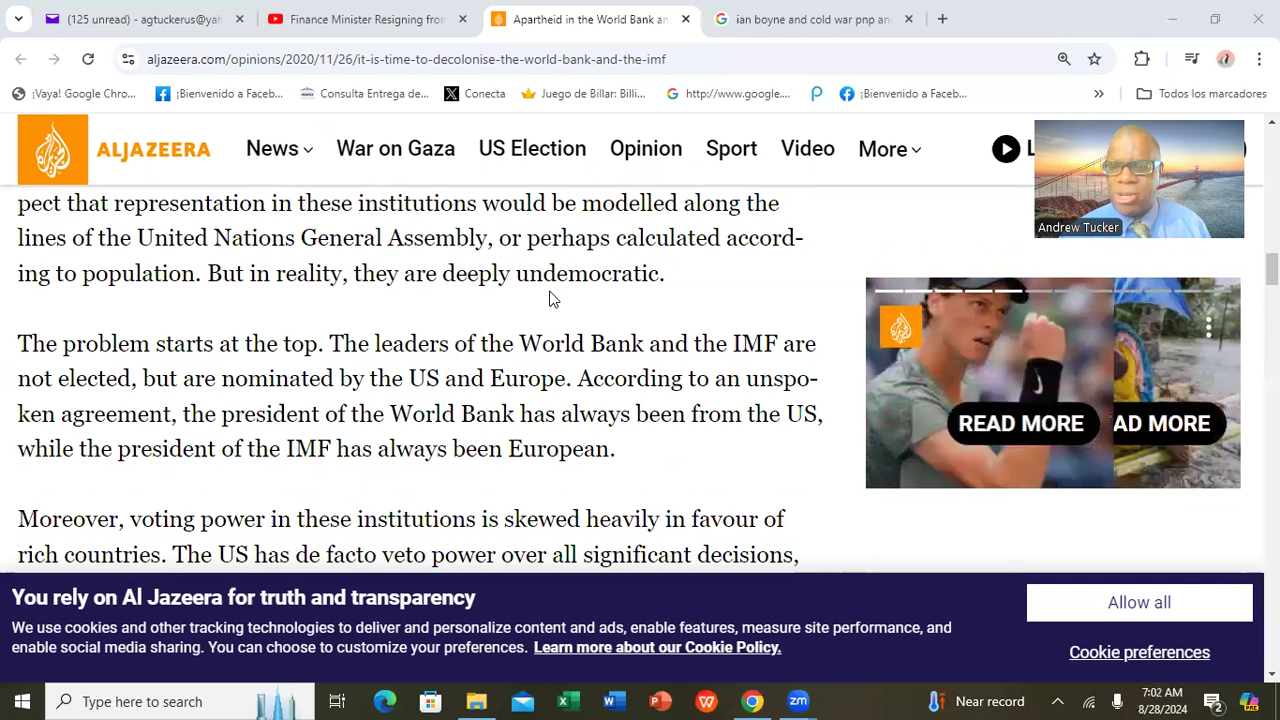 (125 unread) - agtuckerus@yah
Finance Minister Resigning from
Apartheid in the World Bank an
ian boyne and cold war pnp and
aljazeera.com/opinions/2020/11/26/it-is-time-to-decolonise-the-world-bank-and-the-imf
¡Vaya! Google Chro...
¡Bienvenido a Faceb...
Consulta Entrega de...
Conecta
Juego de Billar: Billi...
http://www.google....
¡Bienvenido a Faceb...
»
Todos los marcadores
ALJAZEERA
News
War on Gaza
US Election
Opinion
Sport
Video
More
L
Andrew Tucker
pect that representation in these institutions would be modelled along the
lines of the United Nations General Assembly, or perhaps calculated accord-
ing to population. But in reality, they are deeply undemocratic.
The problem starts at the top. The leaders of the World Bank and the IMF are
not elected, but are nominated by the US and Europe. According to an unspo-
ken agreement, the president of the World Bank has always been from the US,
while the president of the IMF has always been European.
Moreover, voting power in these institutions is skewed heavily in favour of
rich countries. The US has de facto veto power over all significant decisions,
READ MORE
AD MORE
You rely on Al Jazeera for truth and transparency
We use cookies and other tracking technologies to deliver and personalize content and ads, enable features, measure site performance, and
enable social media sharing. You can choose to customize your preferences. Learn more about our Cookie Policy.
Allow all
Cookie preferences
Type here to search
Near record
7:02 AM
8/28/2024
2